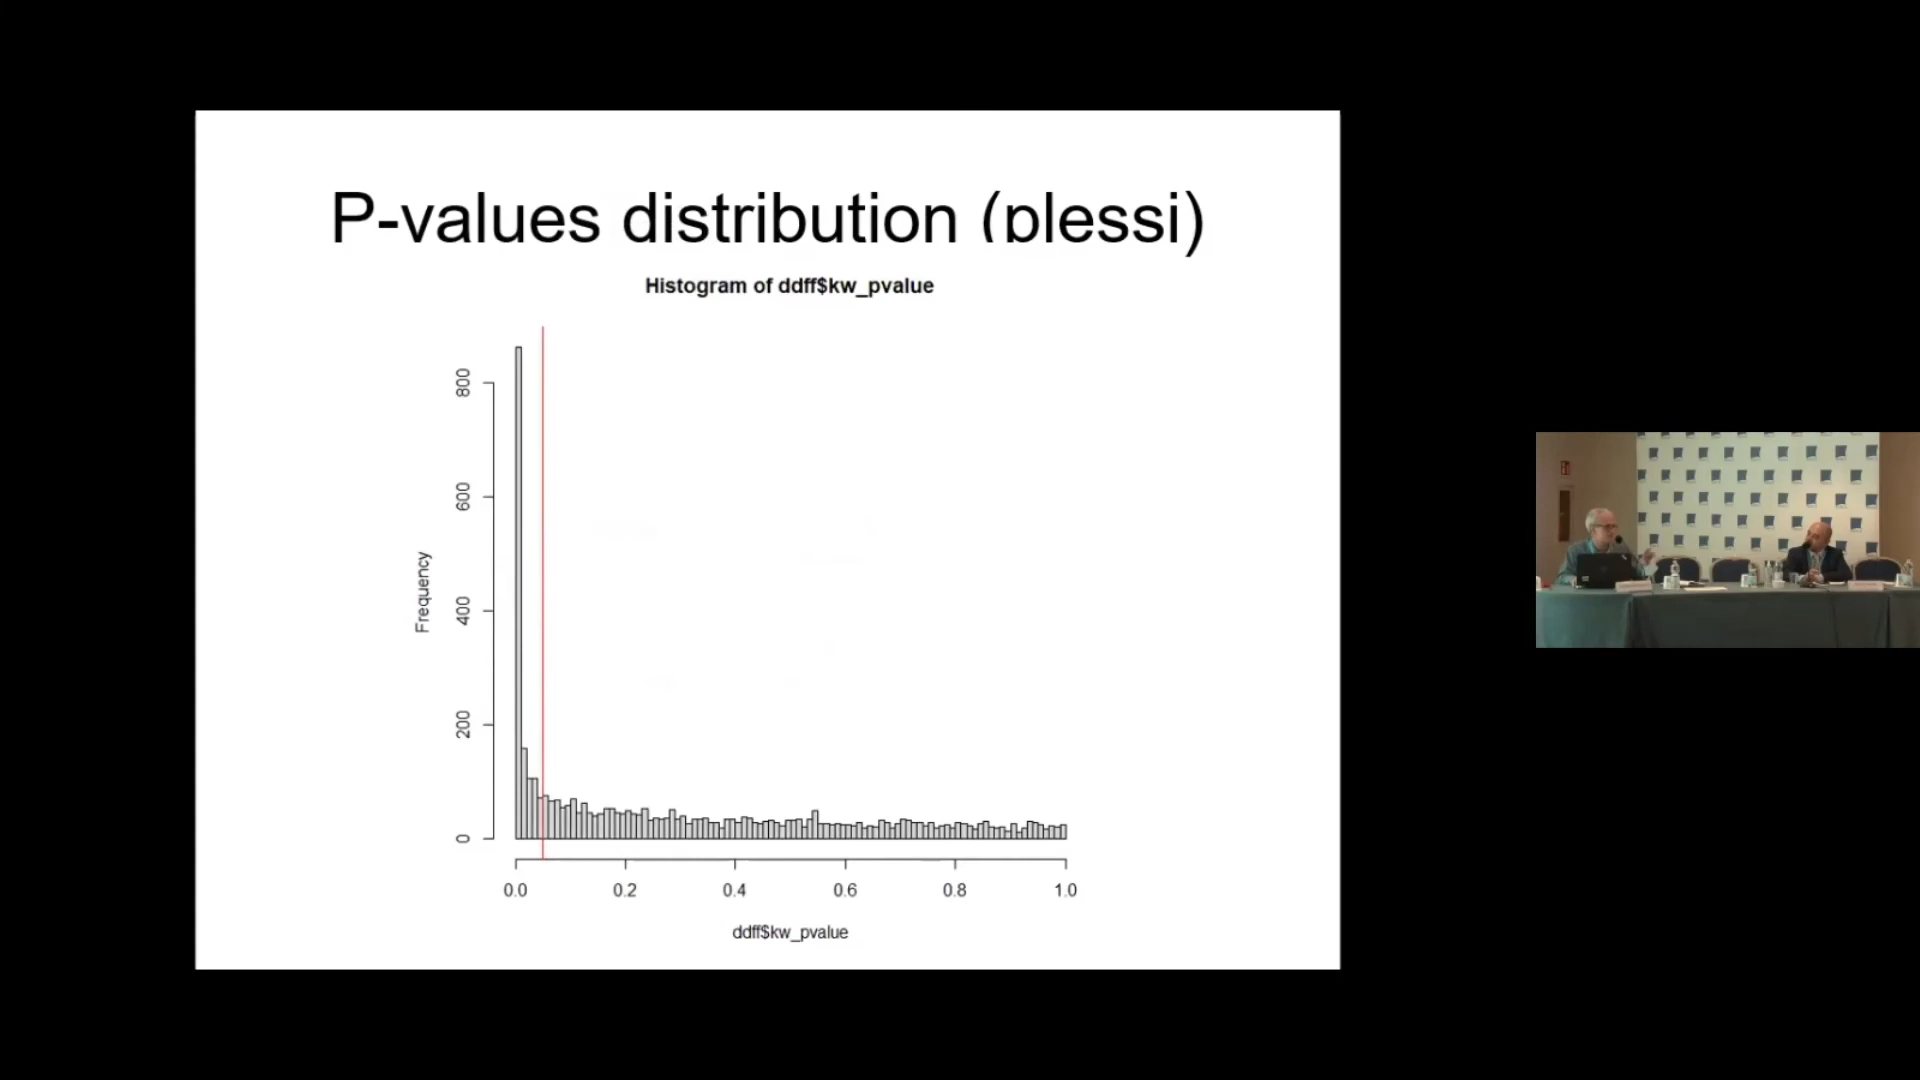 P-values distribution (plessi)
Histogram of ddff$kw_pvalue
Frequency
800
600
400
200
0
0.0 0.2 0.4 0.6 0.8 1.0
ddff$kw_pvalue